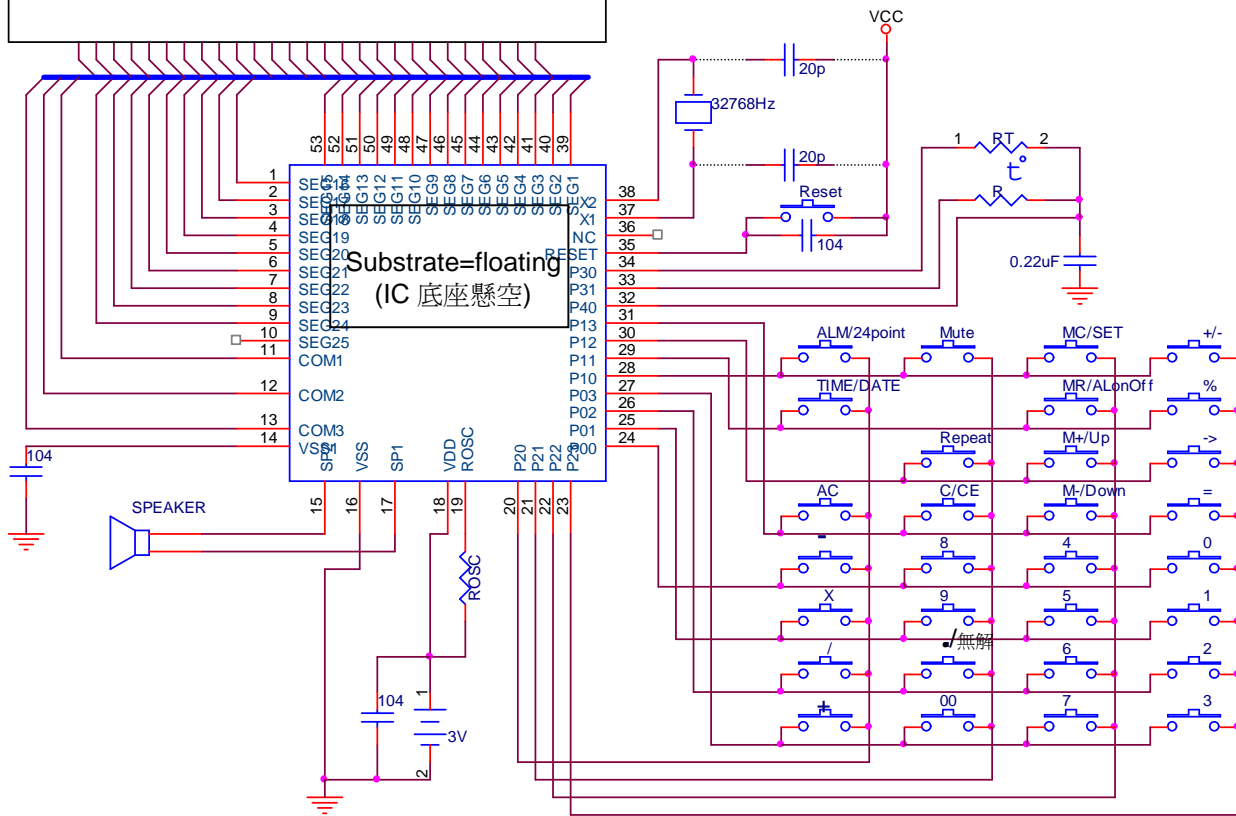 VCC
20p
32768Hz
20p
Reset
104
1 RT 2
t°
R
0.22uF
53 52 51 50 49 48 47 46 45 44 43 42 41 40 39
SEG15 SEG14 SEG13 SEG12 SEG11 SEG10 SEG9 SEG8 SEG7 SEG6 SEG5 SEG4 SEG3 SEG2 SEG1
1 SEG16
2 SEG17
3 SEG18
4 SEG19
5 SEG20
6 SEG21
7 SEG22
8 SEG23
9 SEG24
10 SEG25
11 COM1
12 COM2
13 COM3
14 VSS1
Substrate=floating
(IC 底座懸空)
X2 38
X1 37
NC 36
RESET 35
P30 34
P31 33
P40 32
P13 31
P12 30
P11 29
P10 28
P03 27
P02 26
P01 25
P00 24
SP2 VSS SP1 VDD ROSC P20 P21 P22 P23
15 16 17 18 19 20 21 22 23
104
SPEAKER
ROSC
104
1
3V
2
ALM/24point Mute MC/SET +/-
TIME/DATE MR/ALonOff %
Repeat M+/Up ->
AC C/CE M-/Down =
- 8 4 0
X 9 5 1
/ ./無解 6 2
+ 00 7 3